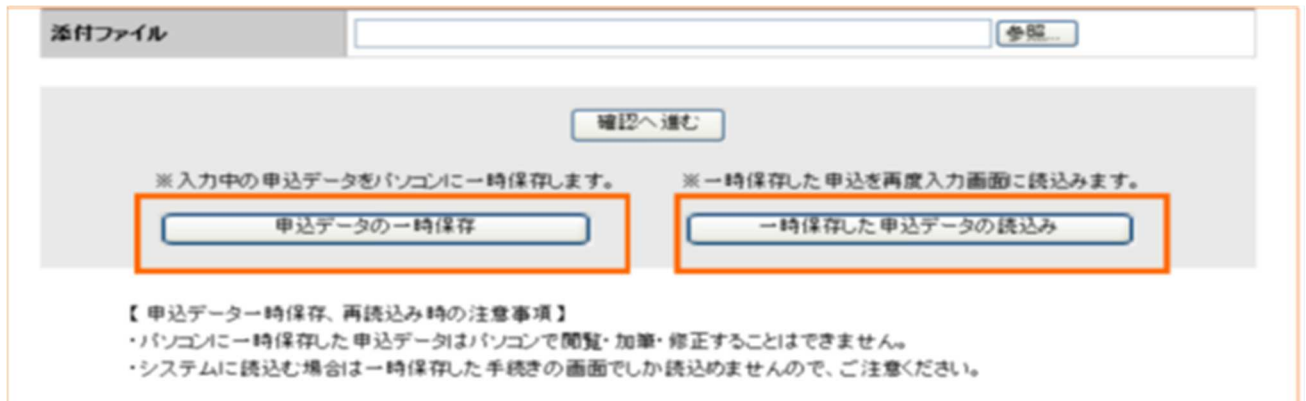 添付ファイル
参照...
確認へ進む
※入力中の申込データをパソコンに一時保存します。
※一時保存した申込を再度入力画面に読込みます。
申込データの一時保存
一時保存した申込データの読込み
【申込データ一時保存、再読込み時の注意事項】
・パソコンに一時保存した申込データはパソコンで閲覧・加筆・修正することはできません。
・システムに読込む場合は一時保存した手続きの画面でしか読込めませんので、ご注意ください。